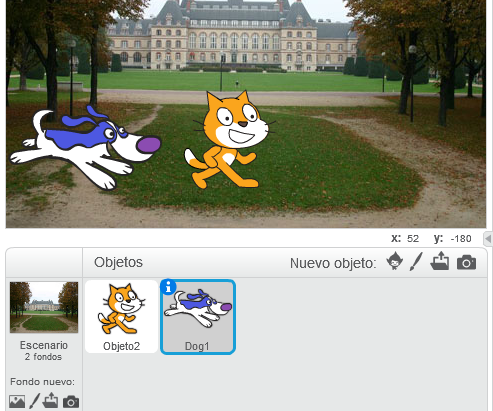 x: 52 y: -180
Objetos
Nuevo objeto:
i
Escenario
2 fondos
Objeto2
Dog1
Fondo nuevo: